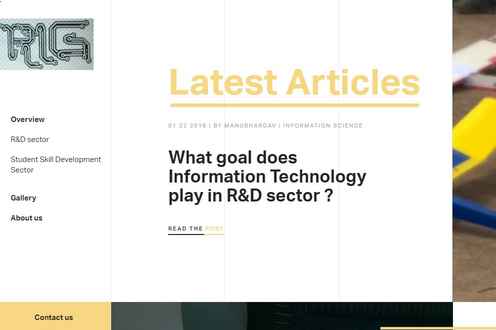 RIG
Overview
R&D sector
Student Skill Development
Sector
Gallery
About us
Contact us
Latest Articles
01 22 2018 | BY MANOBHARGAV | INFORMATION SCIENCE
What goal does
Information Technology
play in R&D sector ?
READ THE POST